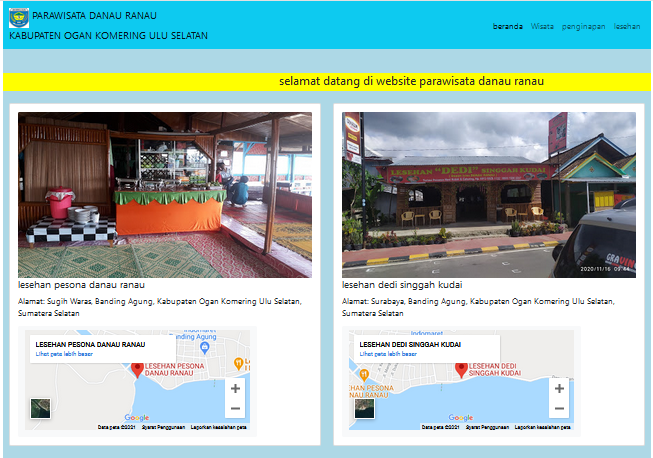 PARAWISATA DANAU RANAU
KABUPATEN OGAN KOMERING ULU SELATAN
beranda Wisata penginapan lesehan
selamat datang di website parawisata danau ranau
LESEHAN "DEDI" SINGGAH KUDAI
2020/11/16 09:44
lesehan pesona danau ranau
Alamat: Sugih Waras, Banding Agung, Kabupaten Ogan Komering Ulu Selatan,
Sumatera Selatan
LESEHAN PESONA DANAU RANAU
Lihat peta lebih besar
Indomaret
Banding Agung
LESEHAN PESONA
DANAU RANAU
LESEHAN P
DANAU
+
−
Google
Data peta ©2021 Syarat Penggunaan Laporkan kesalahan peta
lesehan dedi singgah kudai
Alamat: Surabaya, Banding Agung, Kabupaten Ogan Komering Ulu Selatan,
Sumatera Selatan
LESEHAN DEDI SINGGAH KUDAI
Lihat peta lebih besar
Indomaret
LESEHAN DEDI
SINGGAH KUDAI
EHAN PESONA
NAU RANAU
+
−
Google
Data peta ©2021 Syarat Penggunaan Laporkan kesalahan peta